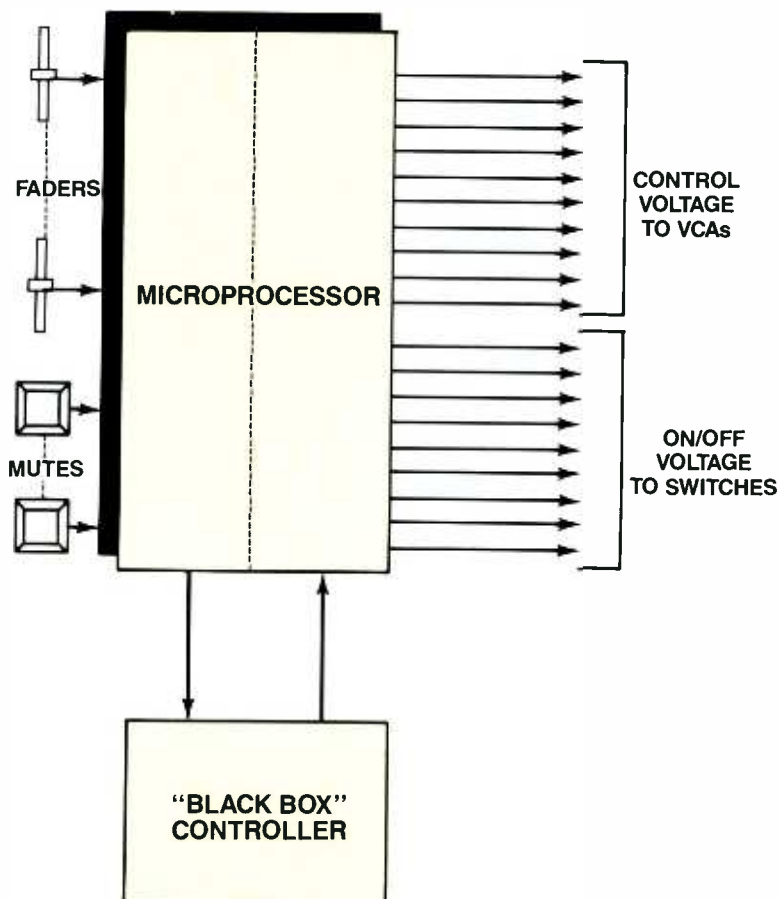 FADERS
MICROPROCESSOR
MUTES
CONTROL
VOLTAGE
TO VCAs
ON/OFF
VOLTAGE
TO SWITCHES
“BLACK BOX”
CONTROLLER